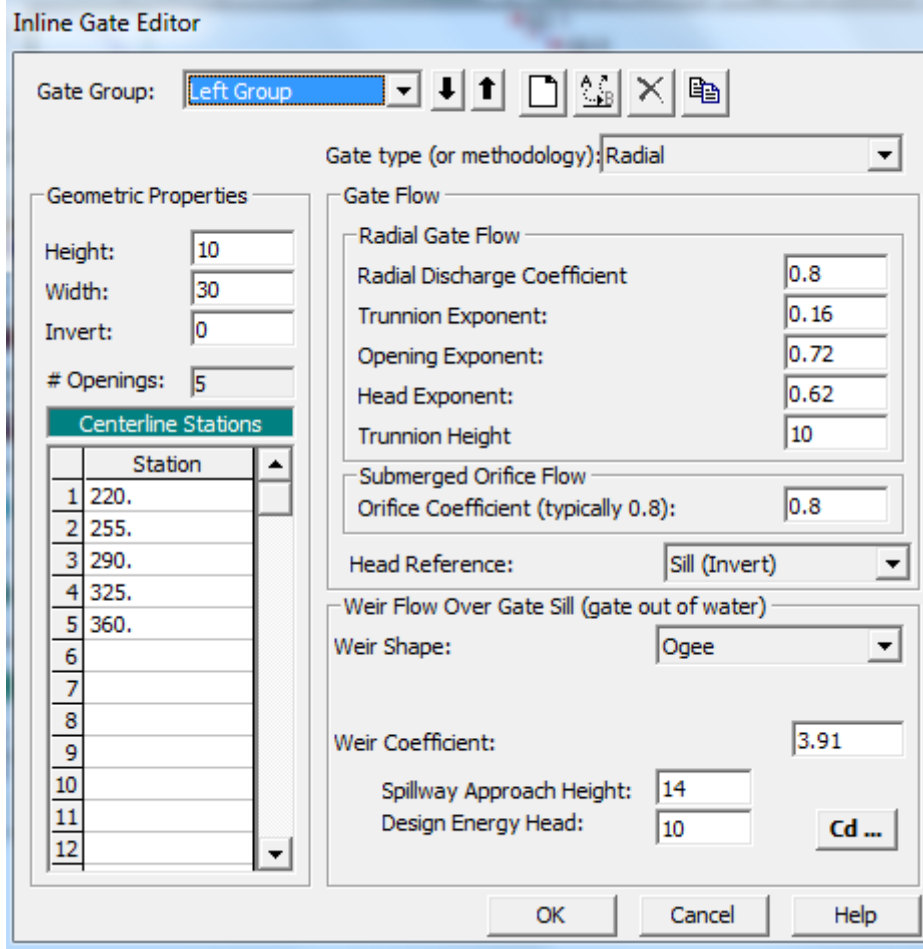 Inline Gate Editor
Gate Group: Left Group
Gate type (or methodology): Radial
Geometric Properties
Height: 10
Width: 30
Invert: 0
# Openings: 5
Centerline Stations
Station
1 220.
2 255.
3 290.
4 325.
5 360.
6
7
8
9
10
11
12
Gate Flow
Radial Gate Flow
Radial Discharge Coefficient 0.8
Trunnion Exponent: 0.16
Opening Exponent: 0.72
Head Exponent: 0.62
Trunnion Height 10
Submerged Orifice Flow
Orifice Coefficient (typically 0.8): 0.8
Head Reference: Sill (Invert)
Weir Flow Over Gate Sill (gate out of water)
Weir Shape: Ogee
Weir Coefficient: 3.91
Spillway Approach Height: 14
Design Energy Head: 10
Cd ...
OK Cancel Help